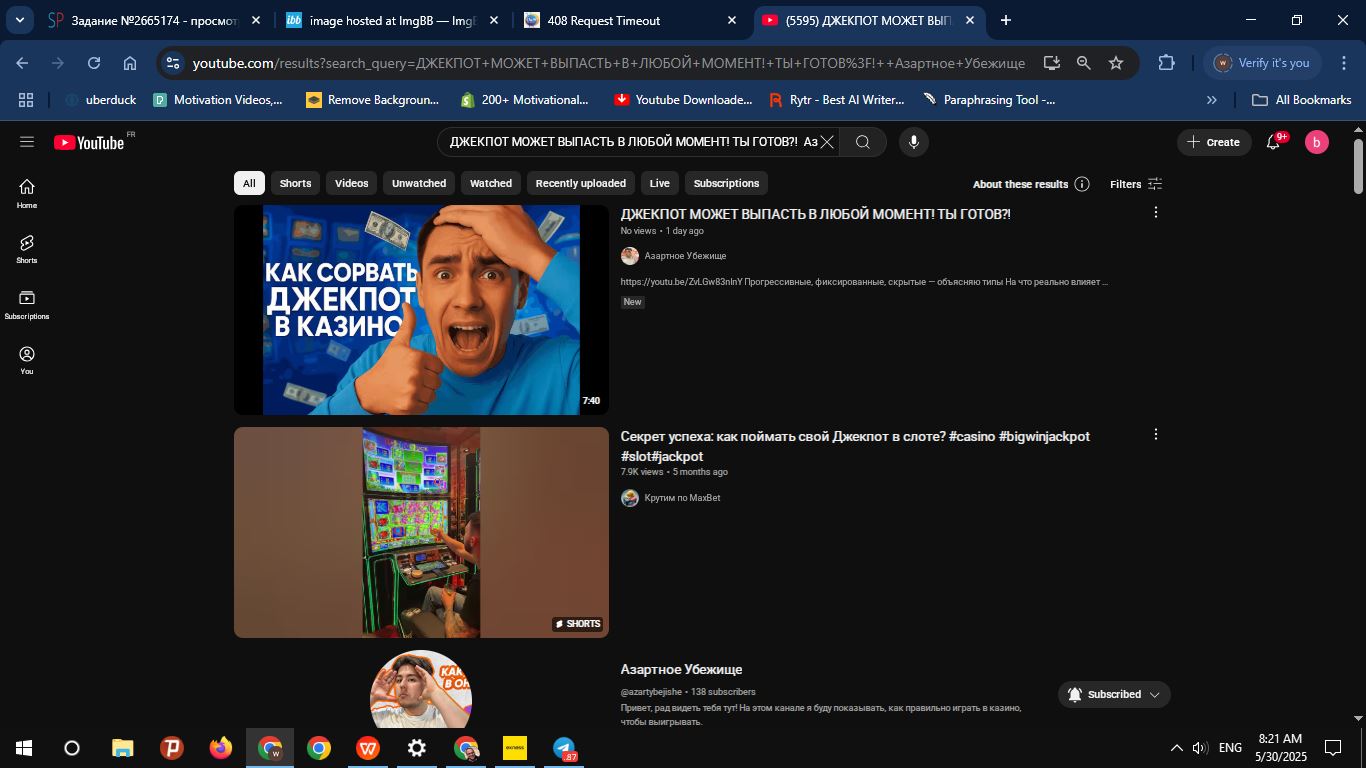 Задание №2665174 - просмот
ibb image hosted at ImgBB — ImgB
408 Request Timeout
(5595) ДЖЕКПОТ МОЖЕТ ВЫП
youtube.com/results?search_query=ДЖЕКПОТ+МОЖЕТ+ВЫПАСТЬ+В+ЛЮБОЙ+МОМЕНТ!+ТЫ+ГОТОВ%3F!++Азартное+Убежище
Verify it's you
uberduck
Motivation Videos,...
Remove Backgroun...
200+ Motivational...
Youtube Downloade...
Rytr - Best AI Writer...
Paraphrasing Tool -...
» All Bookmarks
YouTube FR
ДЖЕКПОТ МОЖЕТ ВЫПАСТЬ В ЛЮБОЙ МОМЕНТ! ТЫ ГОТОВ?! Аз
Create
9+
b
Home
Shorts
Subscriptions
You
All Shorts Videos Unwatched Watched Recently uploaded Live Subscriptions
About these results
Filters
КАК СОРВАТЬ
ДЖЕКПОТ
В КАЗИНО
7:40
ДЖЕКПОТ МОЖЕТ ВЫПАСТЬ В ЛЮБОЙ МОМЕНТ! ТЫ ГОТОВ?!
No views • 1 day ago
Азартное Убежище
https://youtu.be/ZvLGw83nInY Прогрессивные, фиксированные, скрытые — объясняю типы На что реально влияет ...
New
SHORTS
Секрет успеха: как поймать свой Джекпот в слоте? #casino #bigwinjackpot
#slot#jackpot
7.9K views • 5 months ago
Крутим по MaxBet
КАК
В ОН
Азартное Убежище
@azartybejishe • 138 subscribers
Привет, рад видеть тебя тут! На этом канале я буду показывать, как правильно играть в казино,
чтобы выигрывать.
Subscribed
exness
87
ENG
8:21 AM
5/30/2025